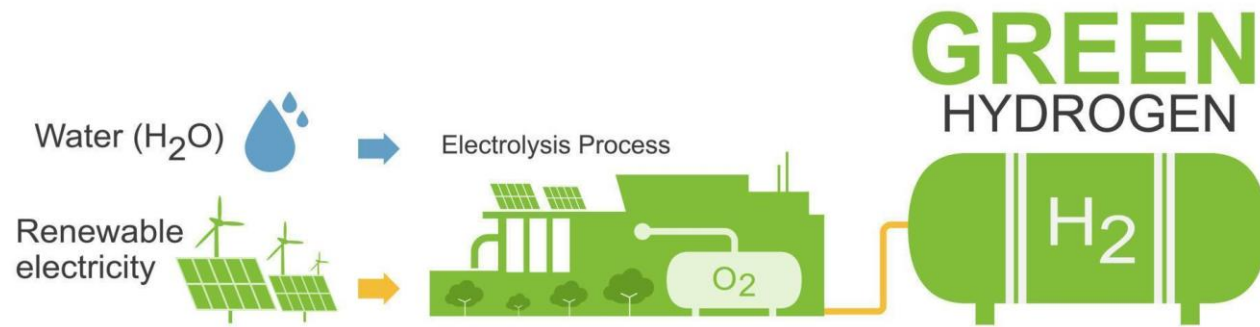 GREEN
HYDROGEN
Water (H₂O)
Electrolysis Process
Renewable
electricity
O₂
H₂